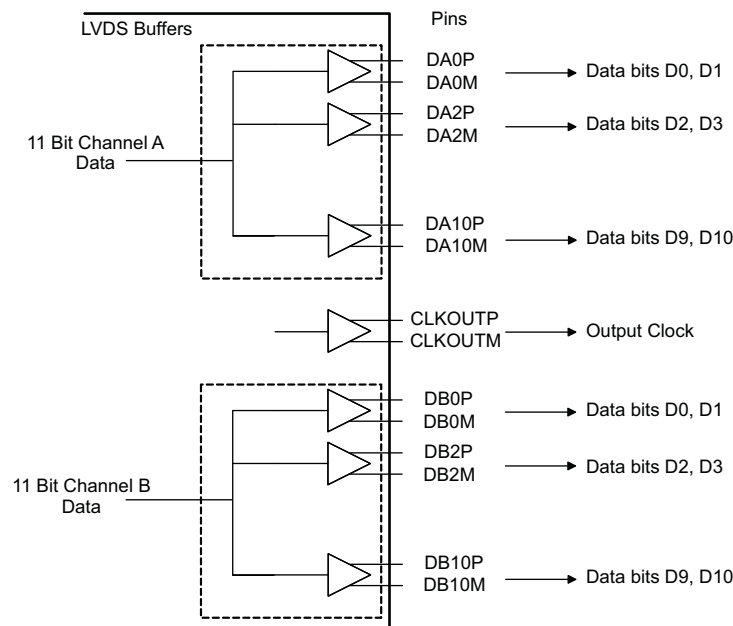 Pins
LVDS Buffers
DA0P
DA0M
Data bits D0, D1
DA2P
DA2M
Data bits D2, D3
11 Bit Channel A
Data
DA10P
DA10M
Data bits D9, D10
CLKOUTP
CLKOUTM
Output Clock
DB0P
DB0M
Data bits D0, D1
DB2P
DB2M
Data bits D2, D3
11 Bit Channel B
Data
DB10P
DB10M
Data bits D9, D10